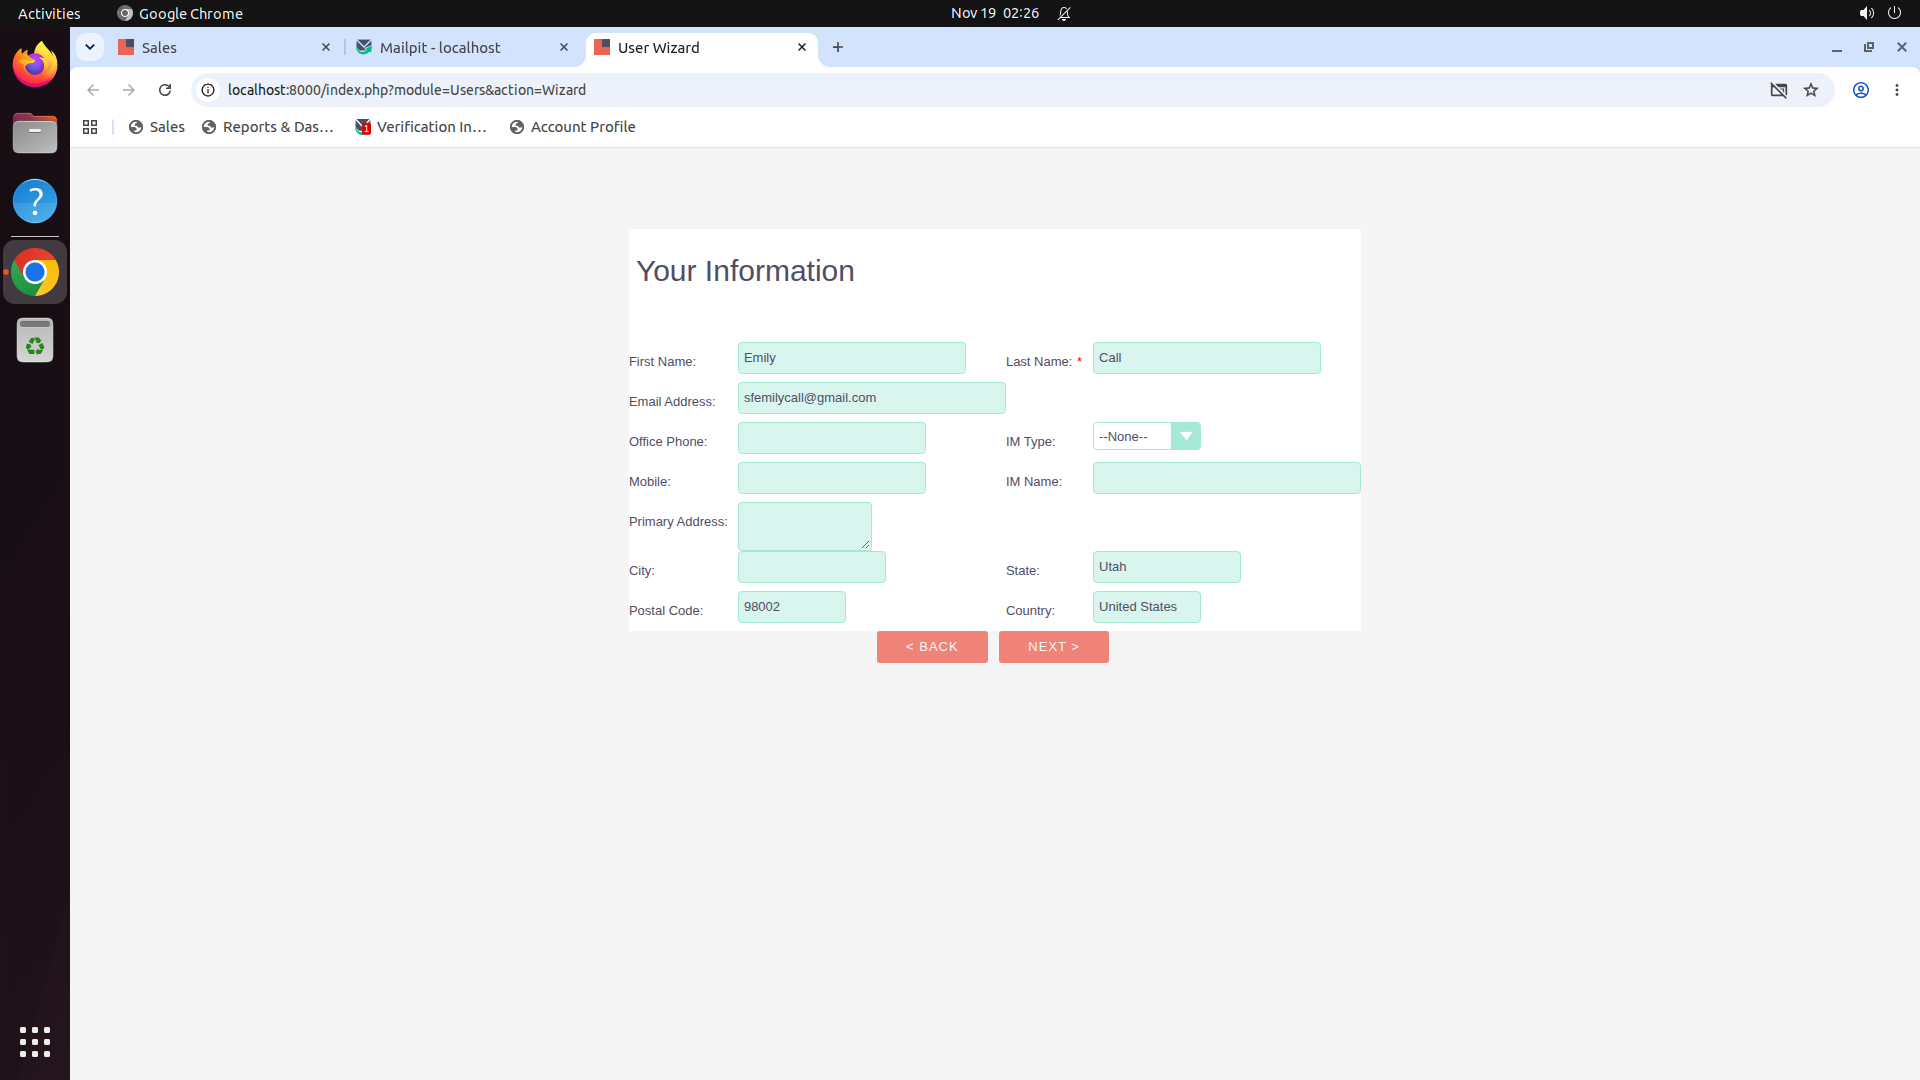 Activities
Google Chrome
Nov 19 02:26
Sales
Mailpit - localhost
User Wizard
localhost:8000/index.php?module=Users&action=Wizard
Sales
Reports & Das...
1
Verification In...
Account Profile
Your Information
First Name:
Emily
Last Name: *
Call
Email Address:
sfemilycall@gmail.com
Office Phone:
IM Type:
--None--
Mobile:
IM Name:
Primary Address:
City:
State:
Utah
Postal Code:
98002
Country:
United States
< BACK
NEXT >